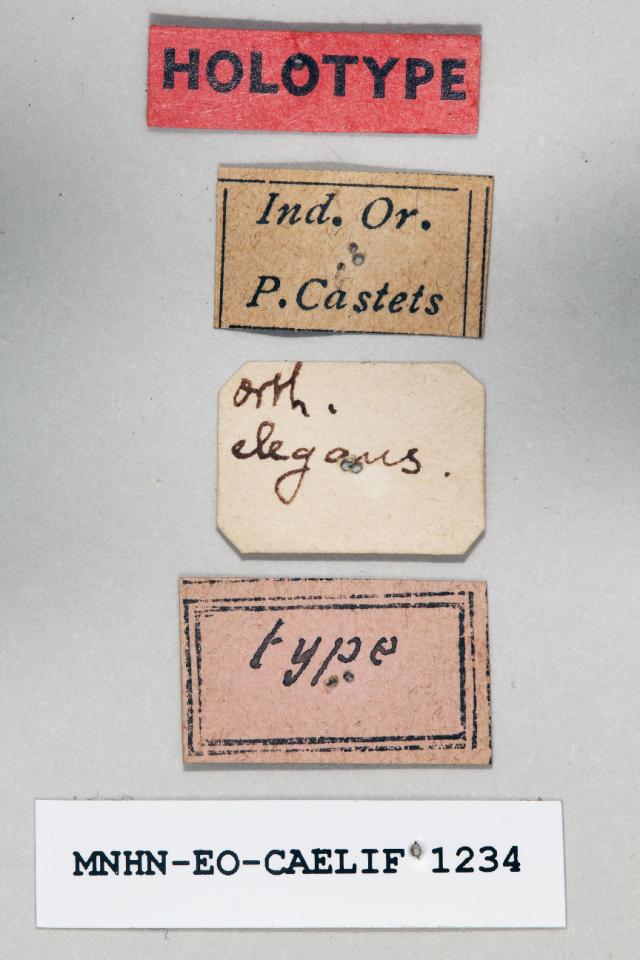 HOLOTYPE
Ind. Or.
P. Castets
Orth.
elegans.
type
MNHN-EO-CAELIF 1234